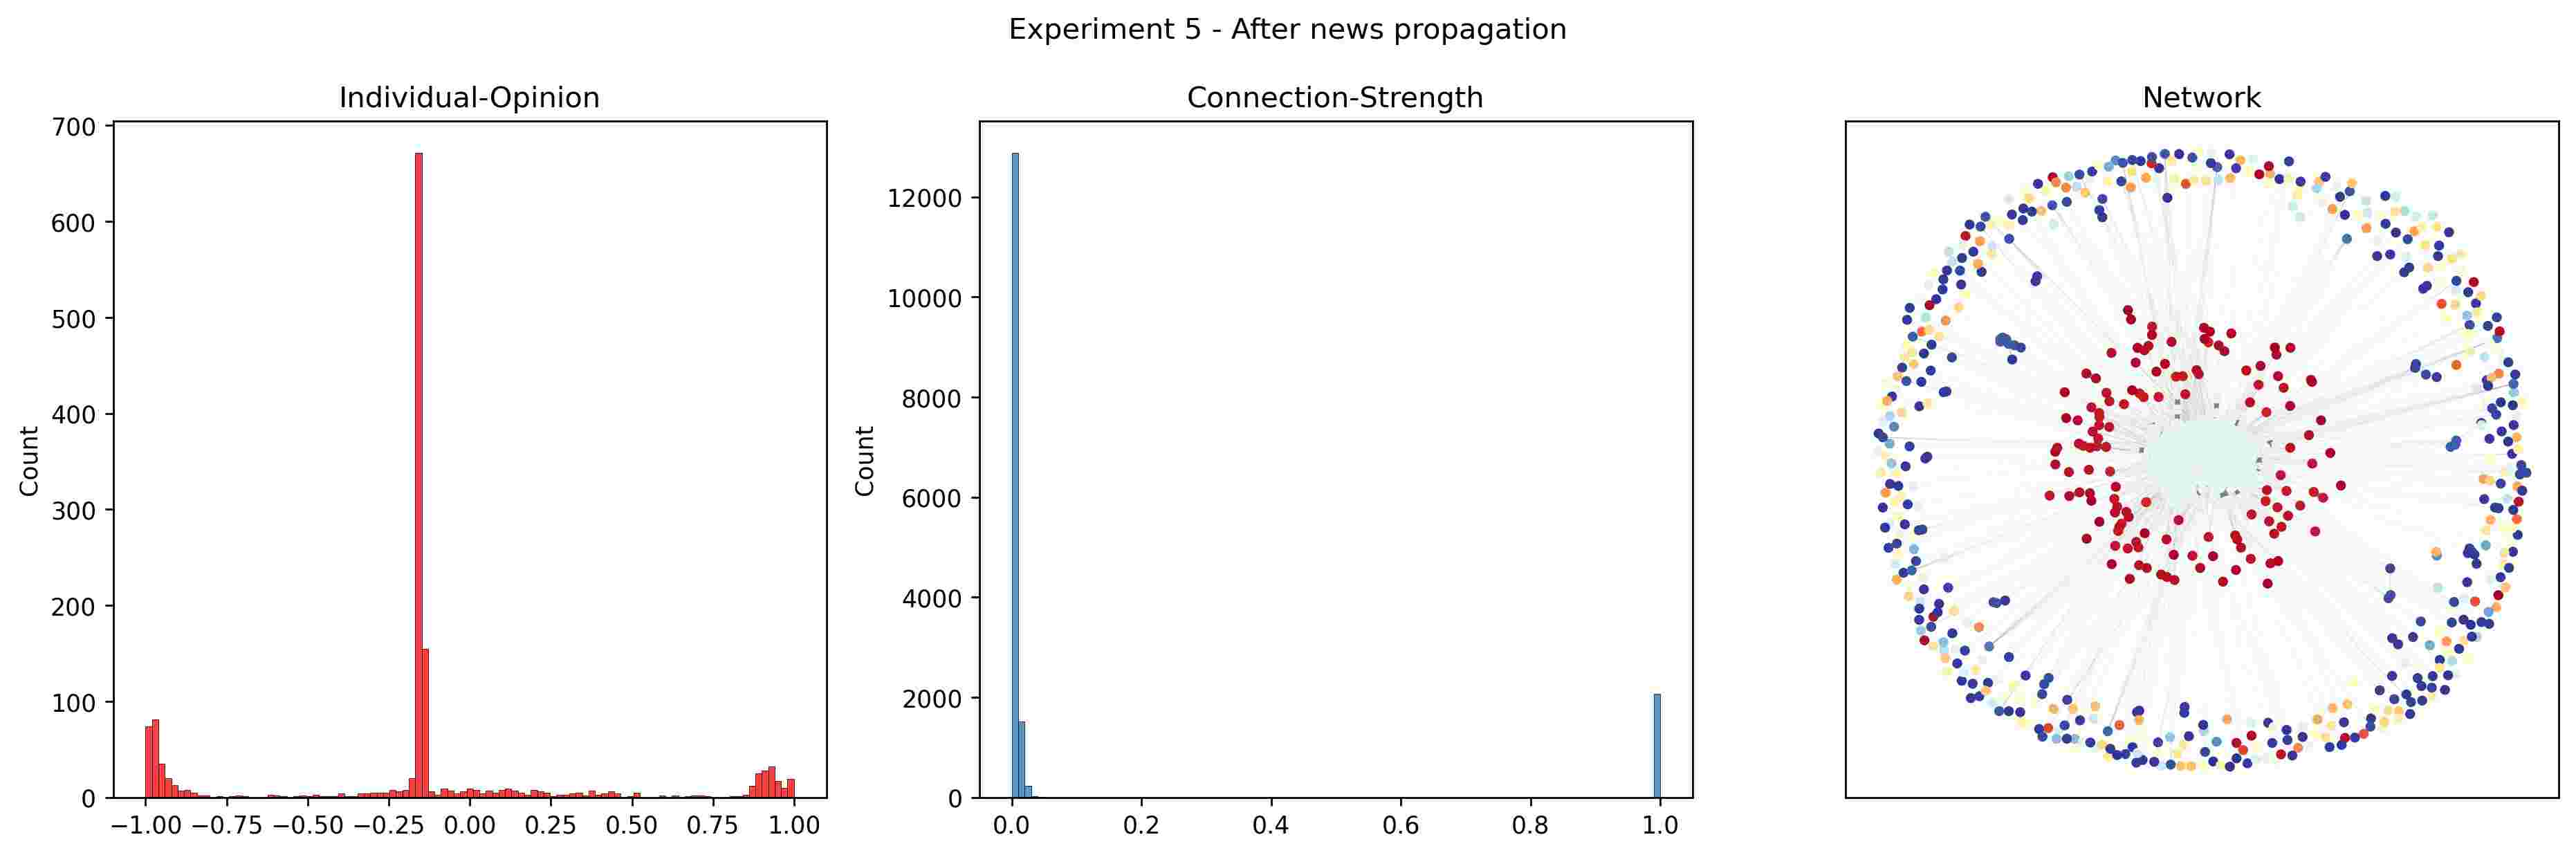 Experiment 5 - After news propagation
Individual-Opinion
Connection-Strength
Network
700
600
500
400
300
200
100
0
Count
−1.00 −0.75 −0.50 −0.25 0.00 0.25 0.50 0.75 1.00
12000
10000
8000
6000
4000
2000
0
Count
0.0 0.2 0.4 0.6 0.8 1.0